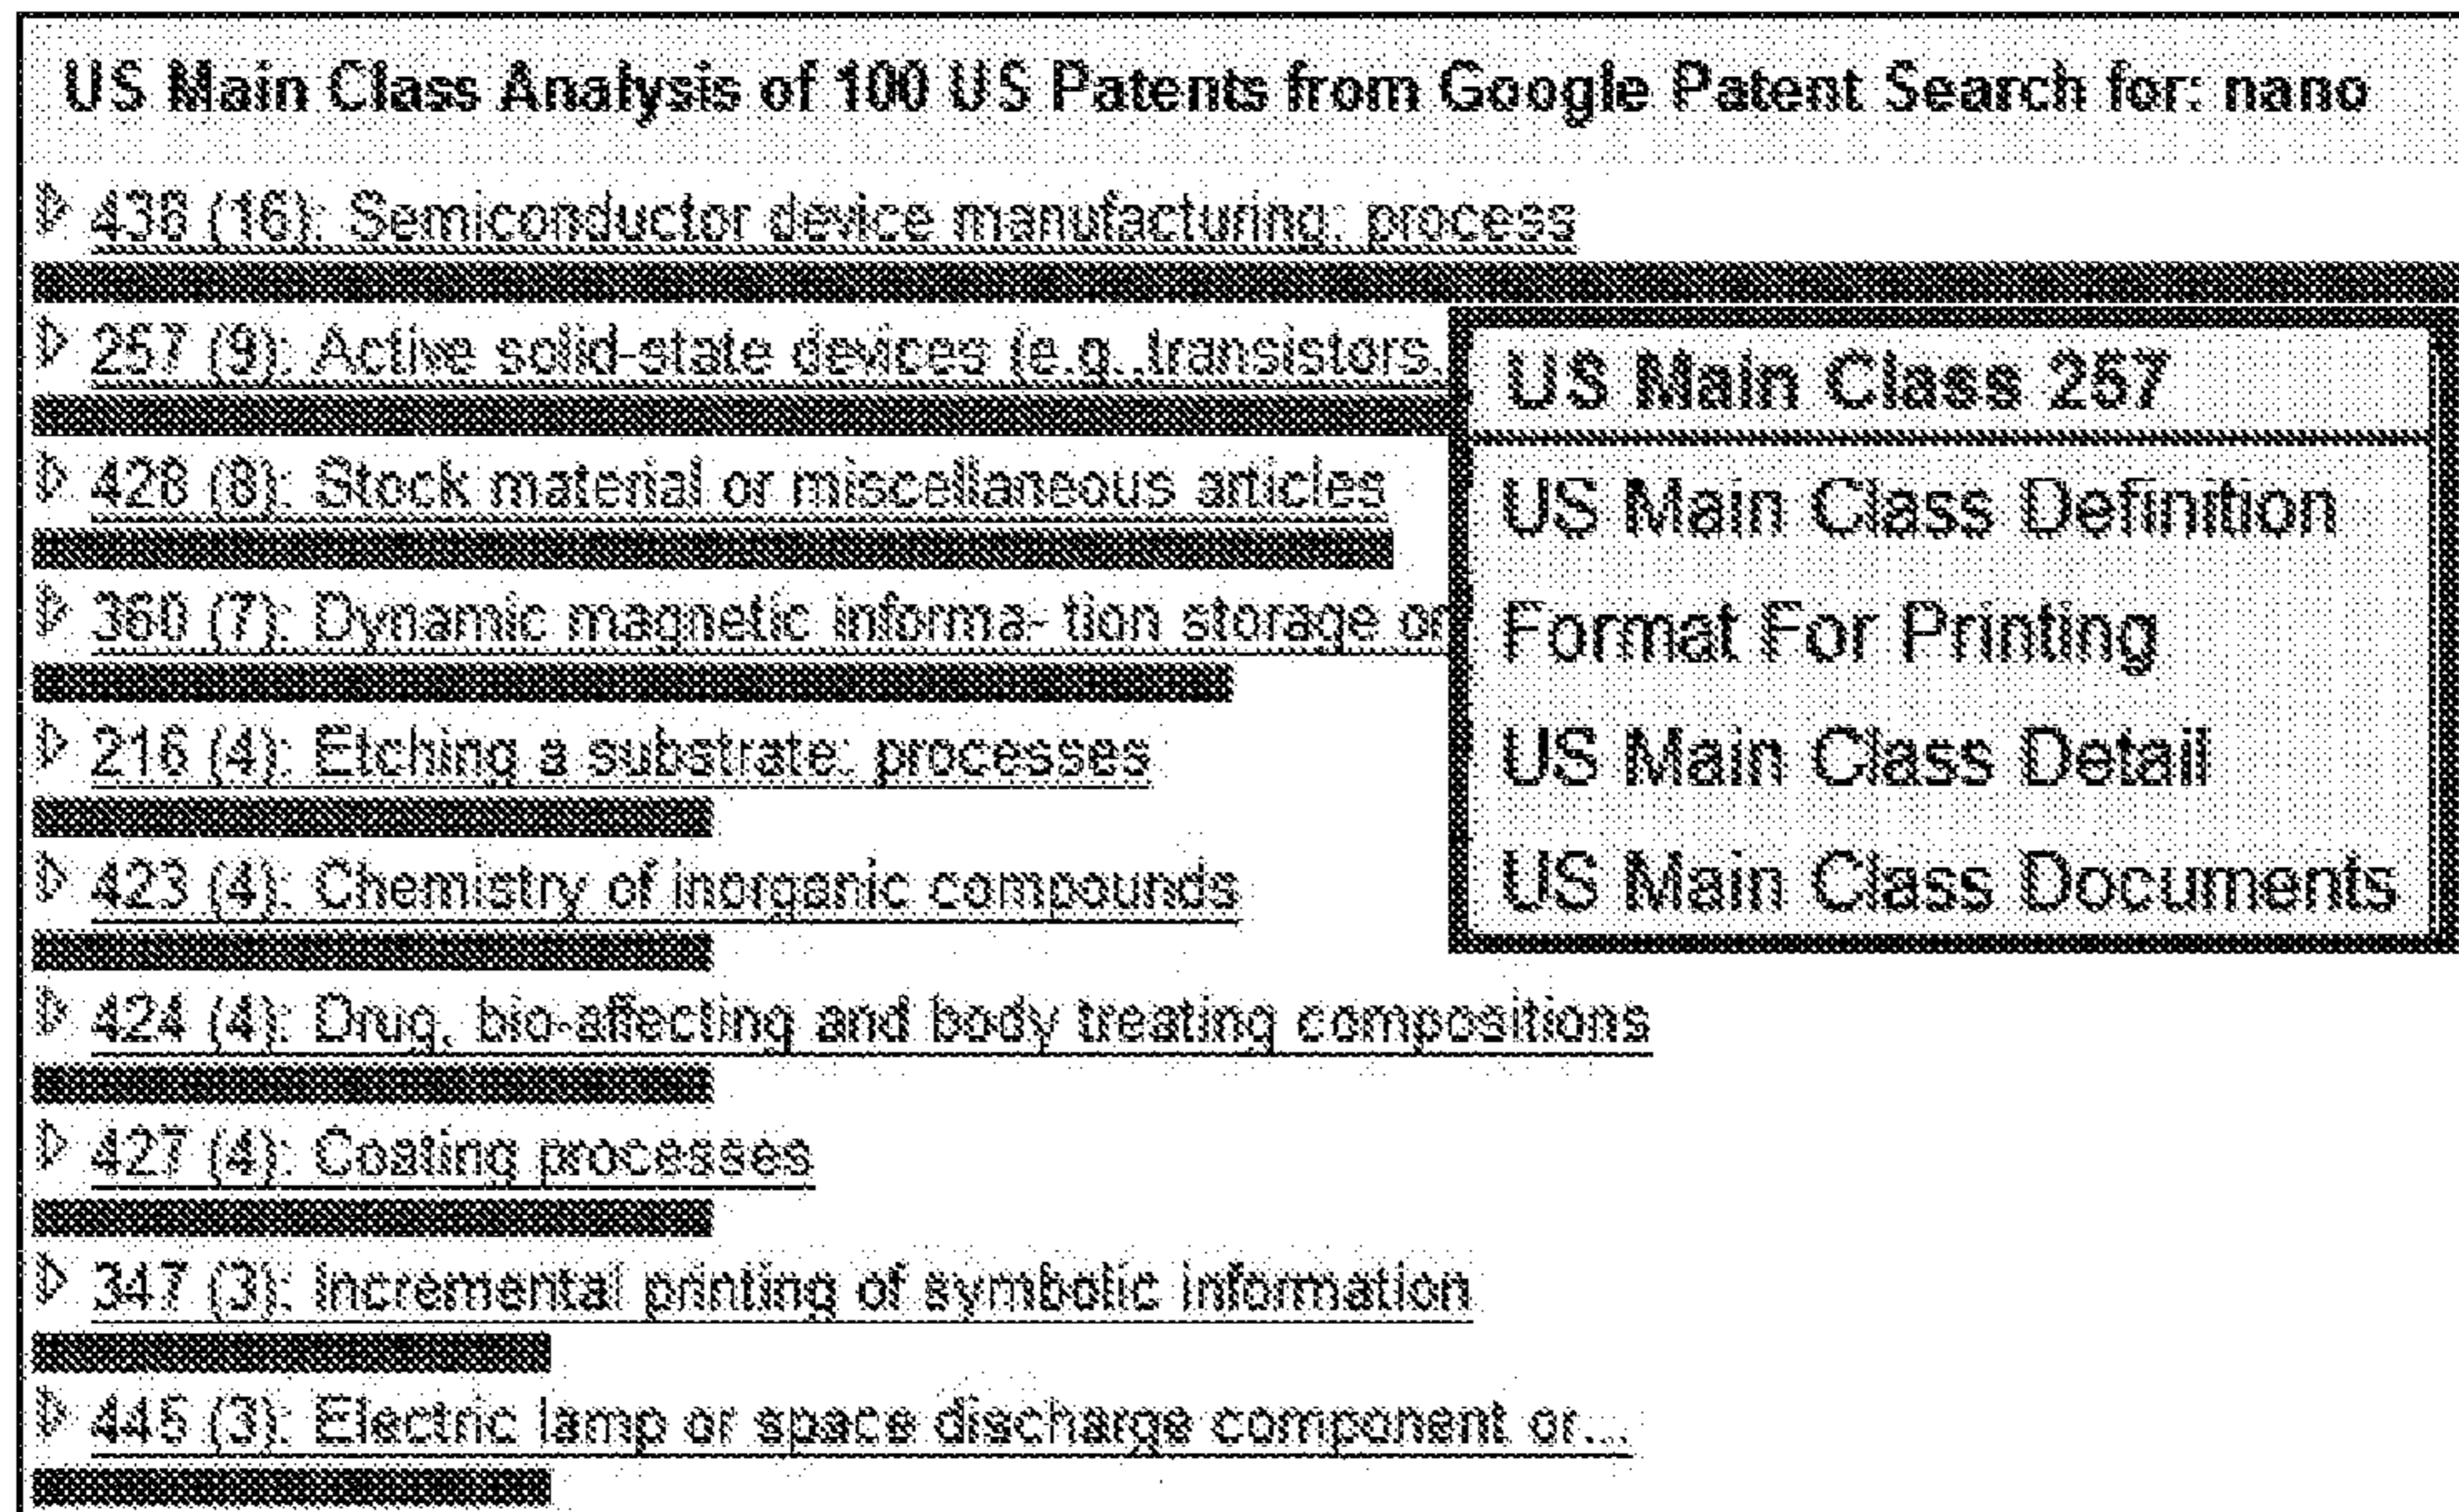 US Main Class Analysis of 100 US Patents from Google Patent Search for: nano
438 (16): Semiconductor device manufacturing: process
257 (9): Active solid-state devices (e.g.,transistors,
428 (8): Stock material or miscellaneous articles
360 (7): Dynamic magnetic informa- tion storage or
216 (4): Etching a substrate: processes
423 (4): Chemistry of inorganic compounds
424 (4): Drug, bio-affecting and body treating compositions
427 (4): Coating processes
347 (3): Incremental printing of symbolic information
445 (3): Electric lamp or space discharge component or...
US Main Class 257
US Main Class Definition
Format For Printing
US Main Class Detail
US Main Class Documents